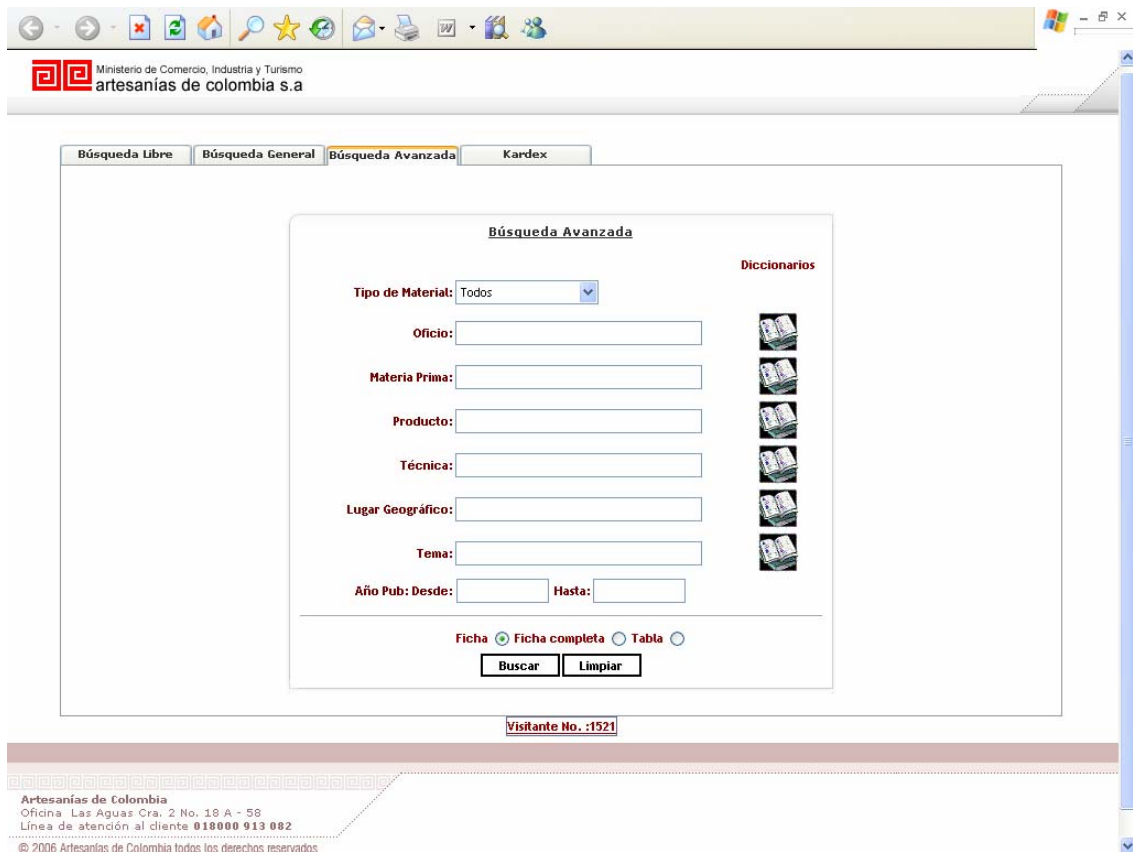 Ministerio de Comercio, Industria y Turismo
artesanías de colombia s.a
Búsqueda Libre Búsqueda General Búsqueda Avanzada Kardex
Búsqueda Avanzada
Diccionarios
Tipo de Material: Todos
Oficio:
Materia Prima:
Producto:
Técnica:
Lugar Geográfico:
Tema:
Año Pub: Desde: Hasta:
Ficha Ficha completa Tabla
Buscar Limpiar
Visitante No. :1521
Artesanías de Colombia
Oficina Las Aguas Cra. 2 No. 18 A - 58
Línea de atención al cliente 018000 913 082
© 2006 Artesanías de Colombia todos los derechos reservados